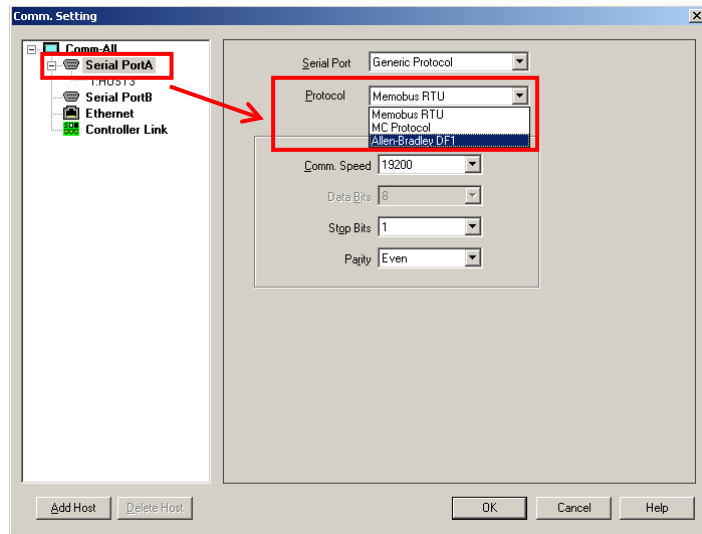 Comm. Setting
Comm-All
Serial PortA
1:HOST3
Serial PortB
Ethernet
Controller Link
Serial Port Generic Protocol
Protocol Memobus RTU
Memobus RTU
MC Protocol
Allen-Bradley DF1
Comm. Speed 19200
Data Bits 8
Stop Bits 1
Parity Even
Add Host Delete Host OK Cancel Help